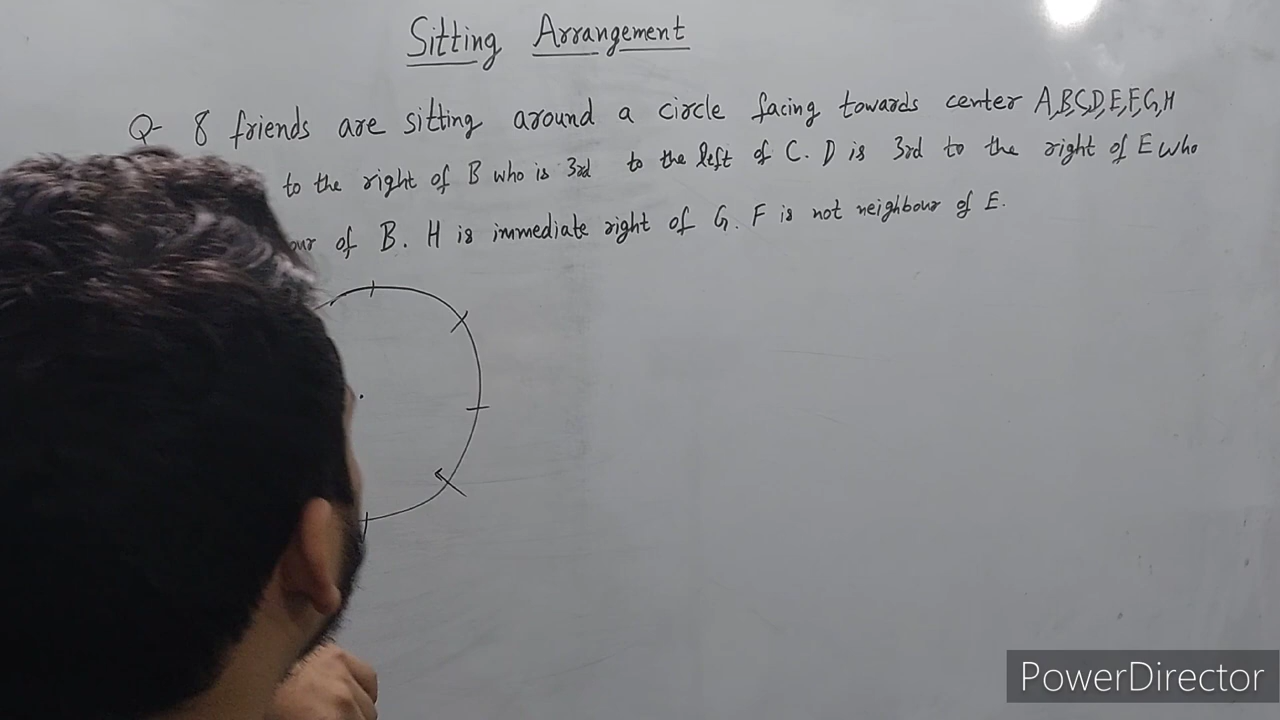 Sitting Arrangement
Q- 8 friends are sitting around a circle facing towards center A,B,C,D,E,F,G,H
to the right of B who is 3rd to the left of C. D is 3rd to the right of E who
of B. H is immediate right of G. F is not neighbour of E.
PowerDirector